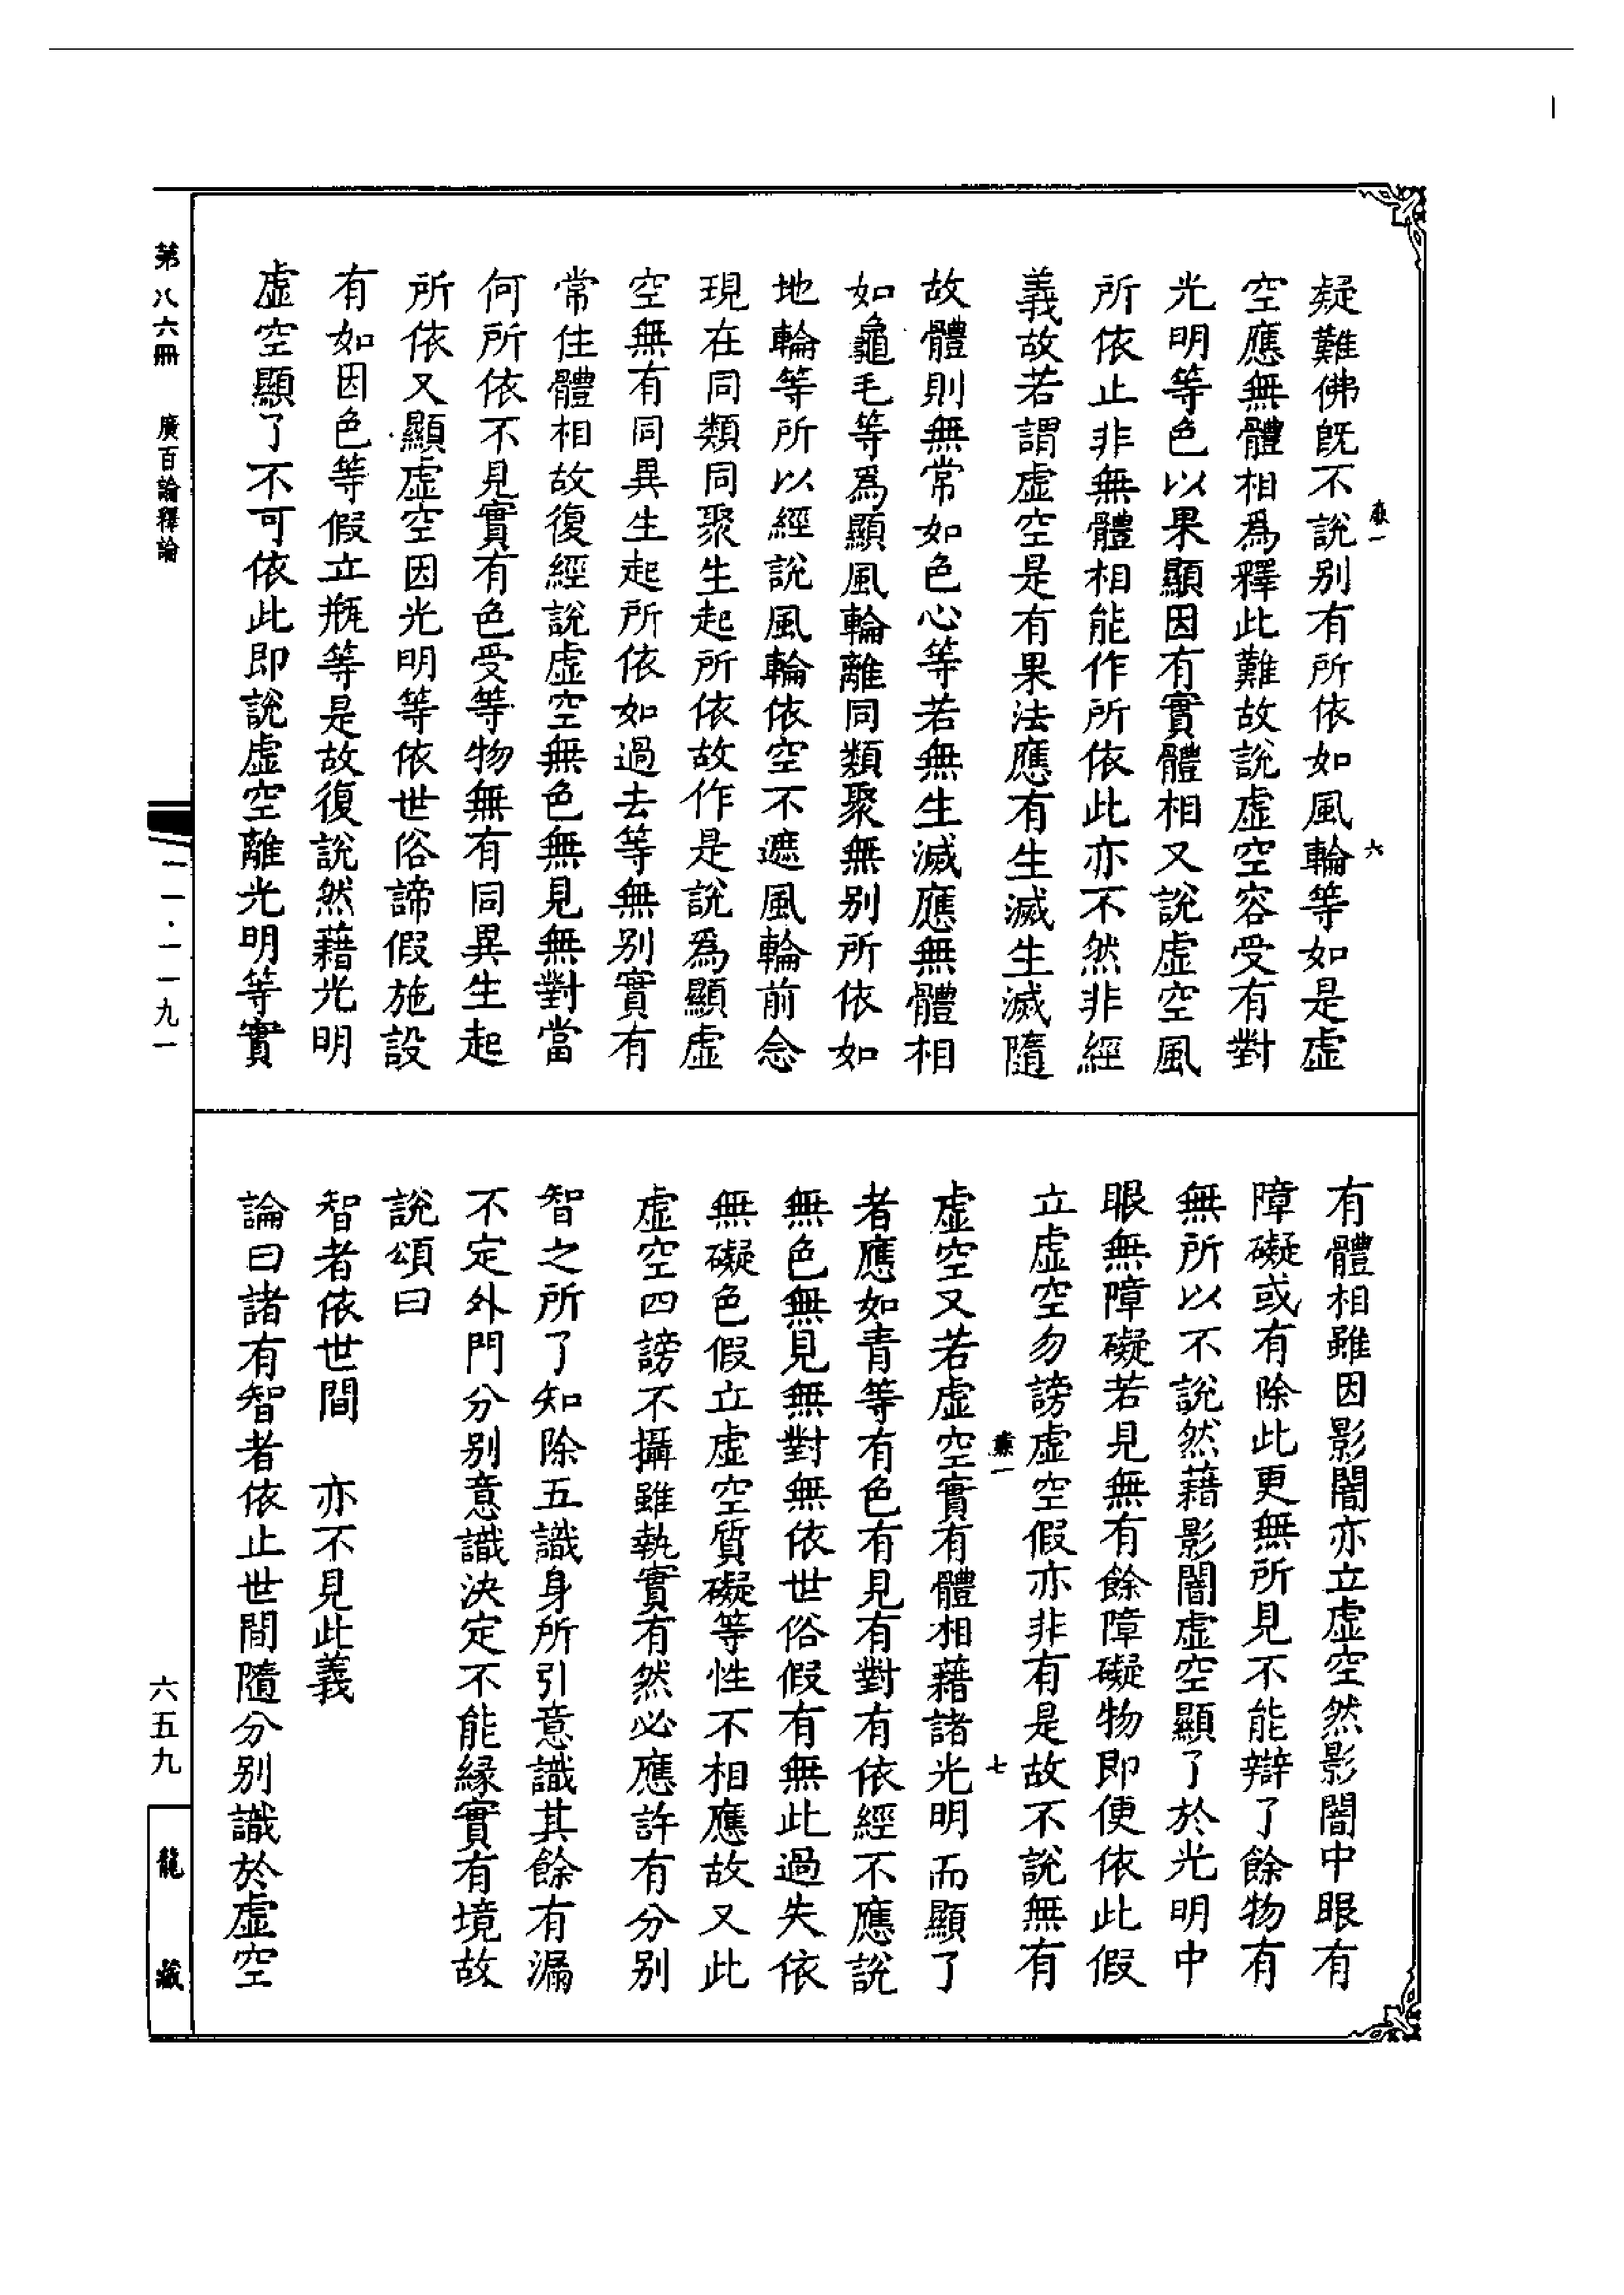 疑難佛旣不說別有所依如風輪等如是虛
空應無體相爲釋此難故說虛空容受有對
光明等色以果顯因有實體相又說虛空風
所依止非無體相能作所依此亦不然非經
義故若謂虛空是有果法應有生滅生滅隨
故體則無常如色心等若無生滅應無體相
如龜毛等爲顯風輪離同類聚無別所依如
地輪等所以經說風輪依空不遮風輪前念
現在同類同聚生起所依故作是說爲顯虛
空無有同異生起所依如過去等無別實有
常住體相故復經說虛空無色無見無對當
何所依不見實有色受等物無有同異生起
所依又顯虛空因光明等依世俗諦假施設
有如因色等假立瓶等是故復說然藉光明
虛空顯了不可依此即說虛空離光明等實
六
有體相雖因影闇亦立虛空然影闇中眼有
障礙或有除此更無所見不能辯了餘物有
無所以不說然藉影闇虛空顯了於光明中
眼無障礙若見無有餘障礙物即便依此假
立虛空勿謗虛空假亦非有是故不說無有
虛空又若虛空實有體相藉諸光明而顯了
者應如青等有色有見有對有依經不應說
無色無見無對無依世俗假有無此過失依
無礙色假立虛空質礙等性不相應故又此
虛空四謗不攝雖執實有然必應許有分別
智之所了知除五識身所引意識其餘有漏
不定外門分別意識決定不能緣實有境故
說頌曰
智者依世間　亦不見此義
論曰諸有智者依止世間隨分別識於虛空
七
第八六冊　廣百論釋論
一一·一一九一
六五九
龍藏